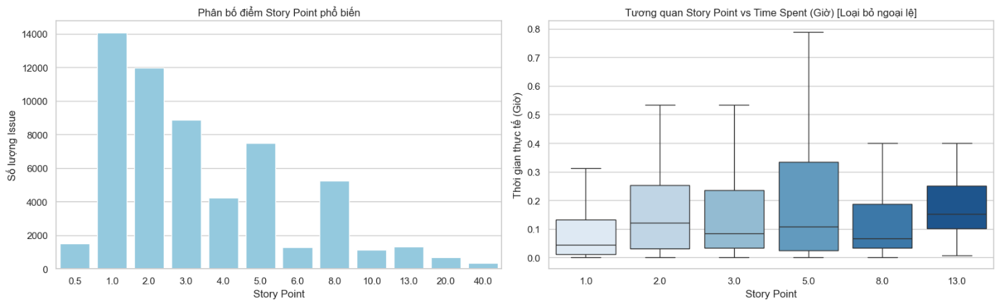 Phân bố điểm Story Point phổ biến
14000
12000
10000
8000
6000
4000
2000
0
Số lượng Issue
0.5 1.0 2.0 3.0 4.0 5.0 6.0 8.0 10.0 13.0 20.0 40.0
Story Point
Tương quan Story Point vs Time Spent (Giờ) [Loại bỏ ngoại lệ]
0.8
0.7
0.6
0.5
0.4
0.3
0.2
0.1
0.0
Thời gian thực tế (Giờ)
1.0 2.0 3.0 5.0 8.0 13.0
Story Point